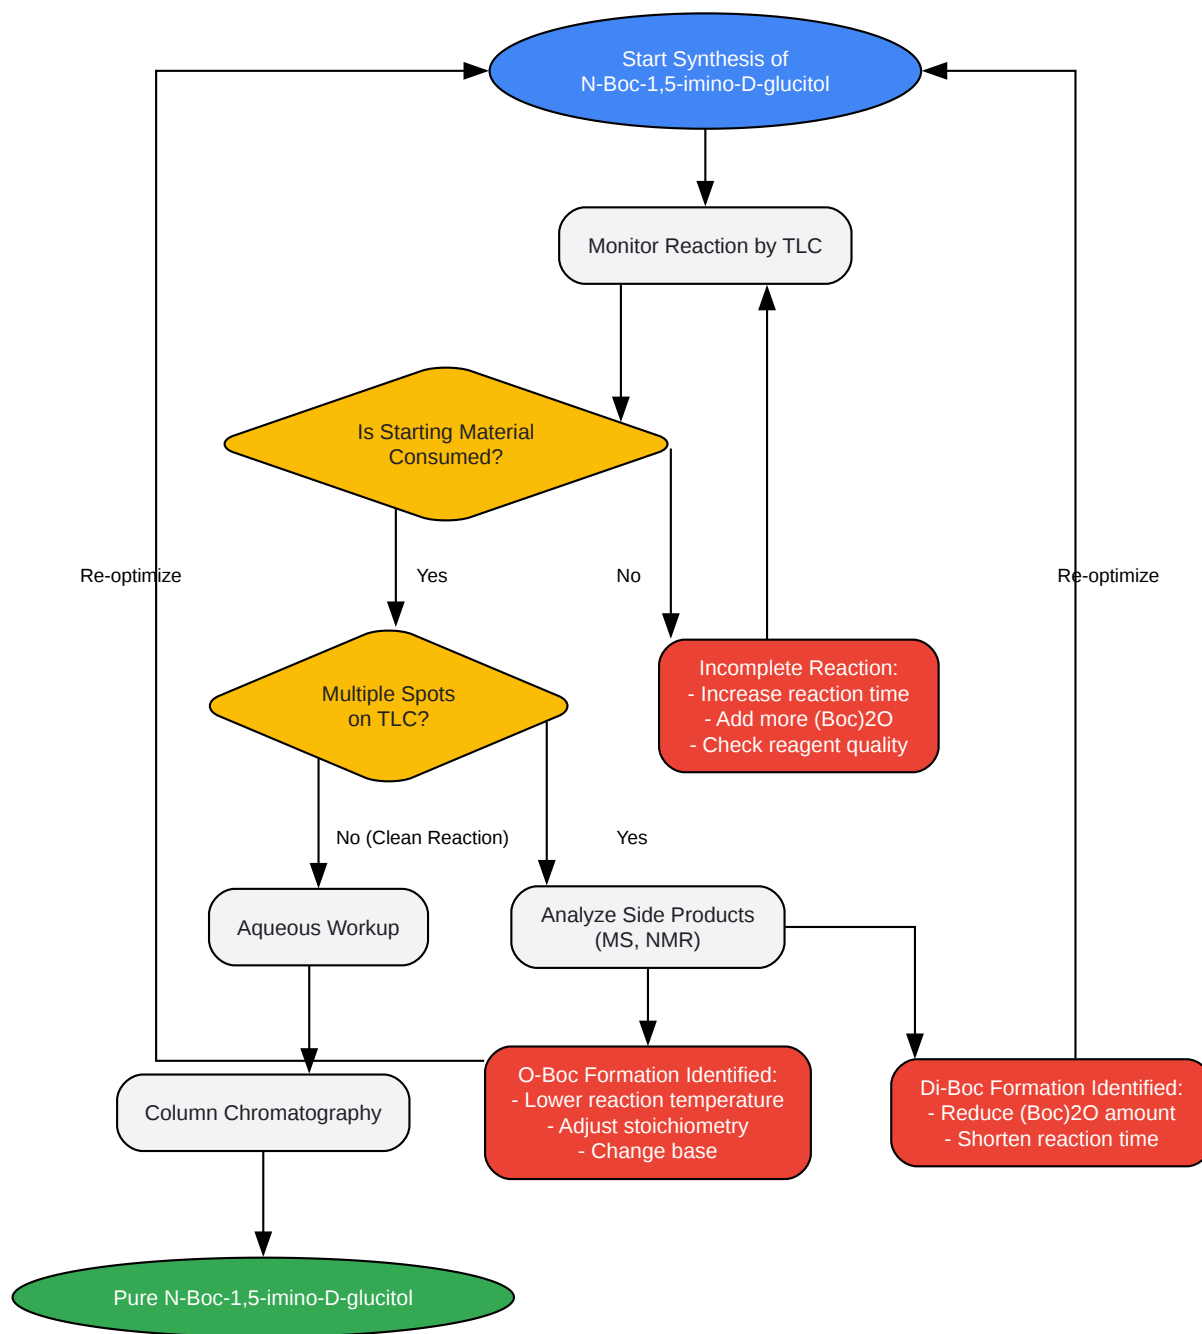 Start Synthesis of
N-Boc-1,5-imino-D-glucitol
Monitor Reaction by TLC
Is Starting Material
Consumed?
Re-optimize
Yes
No
Re-optimize
Multiple Spots
on TLC?
Incomplete Reaction:
- Increase reaction time
- Add more (Boc)2O
- Check reagent quality
No (Clean Reaction)
Yes
Aqueous Workup
Analyze Side Products
(MS, NMR)
Column Chromatography
O-Boc Formation Identified:
- Lower reaction temperature
- Adjust stoichiometry
- Change base
Di-Boc Formation Identified:
- Reduce (Boc)2O amount
- Shorten reaction time
Pure N-Boc-1,5-imino-D-glucitol